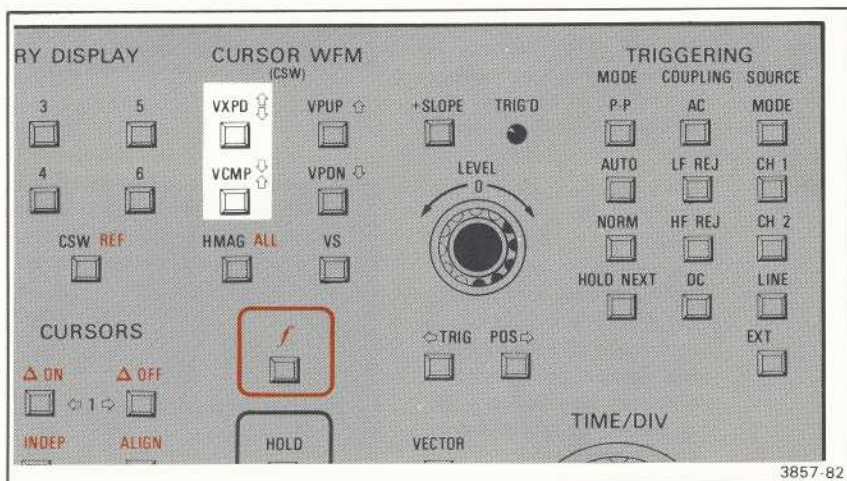 RY DISPLAY
3 5
4 6
CSW REF
CURSOR WFM
(CSW)
VXPD ⇧⇩ VPUP ⇧
VCMP ⇩⇧ VPDN ⇩
HMAG ALL VS
+SLOPE TRIG'D
LEVEL
0
⇦TRIG POS⇨
TRIGGERING
MODE COUPLING SOURCE
P-P AC MODE
AUTO LF REJ CH 1
NORM HF REJ CH 2
HOLD NEXT DC LINE
EXT
CURSORS
Δ ON Δ OFF
⇦1⇨
INDEP ALIGN
f
HOLD
VECTOR
TIME/DIV
3857-82